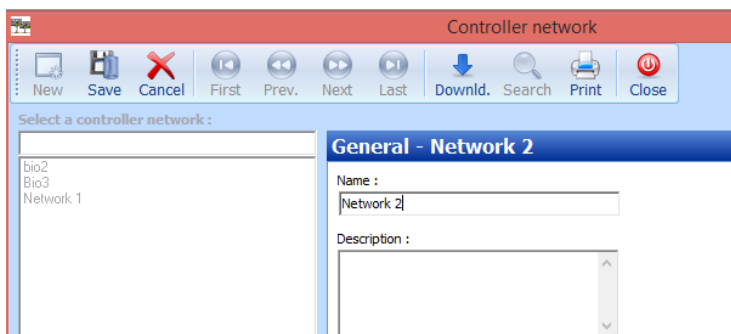 Controller network
New Save Cancel First Prev. Next Last Downld. Search Print Close
Select a controller network :
bio2
Bio3
Network 1
General - Network 2
Name :
Network 2
Description :